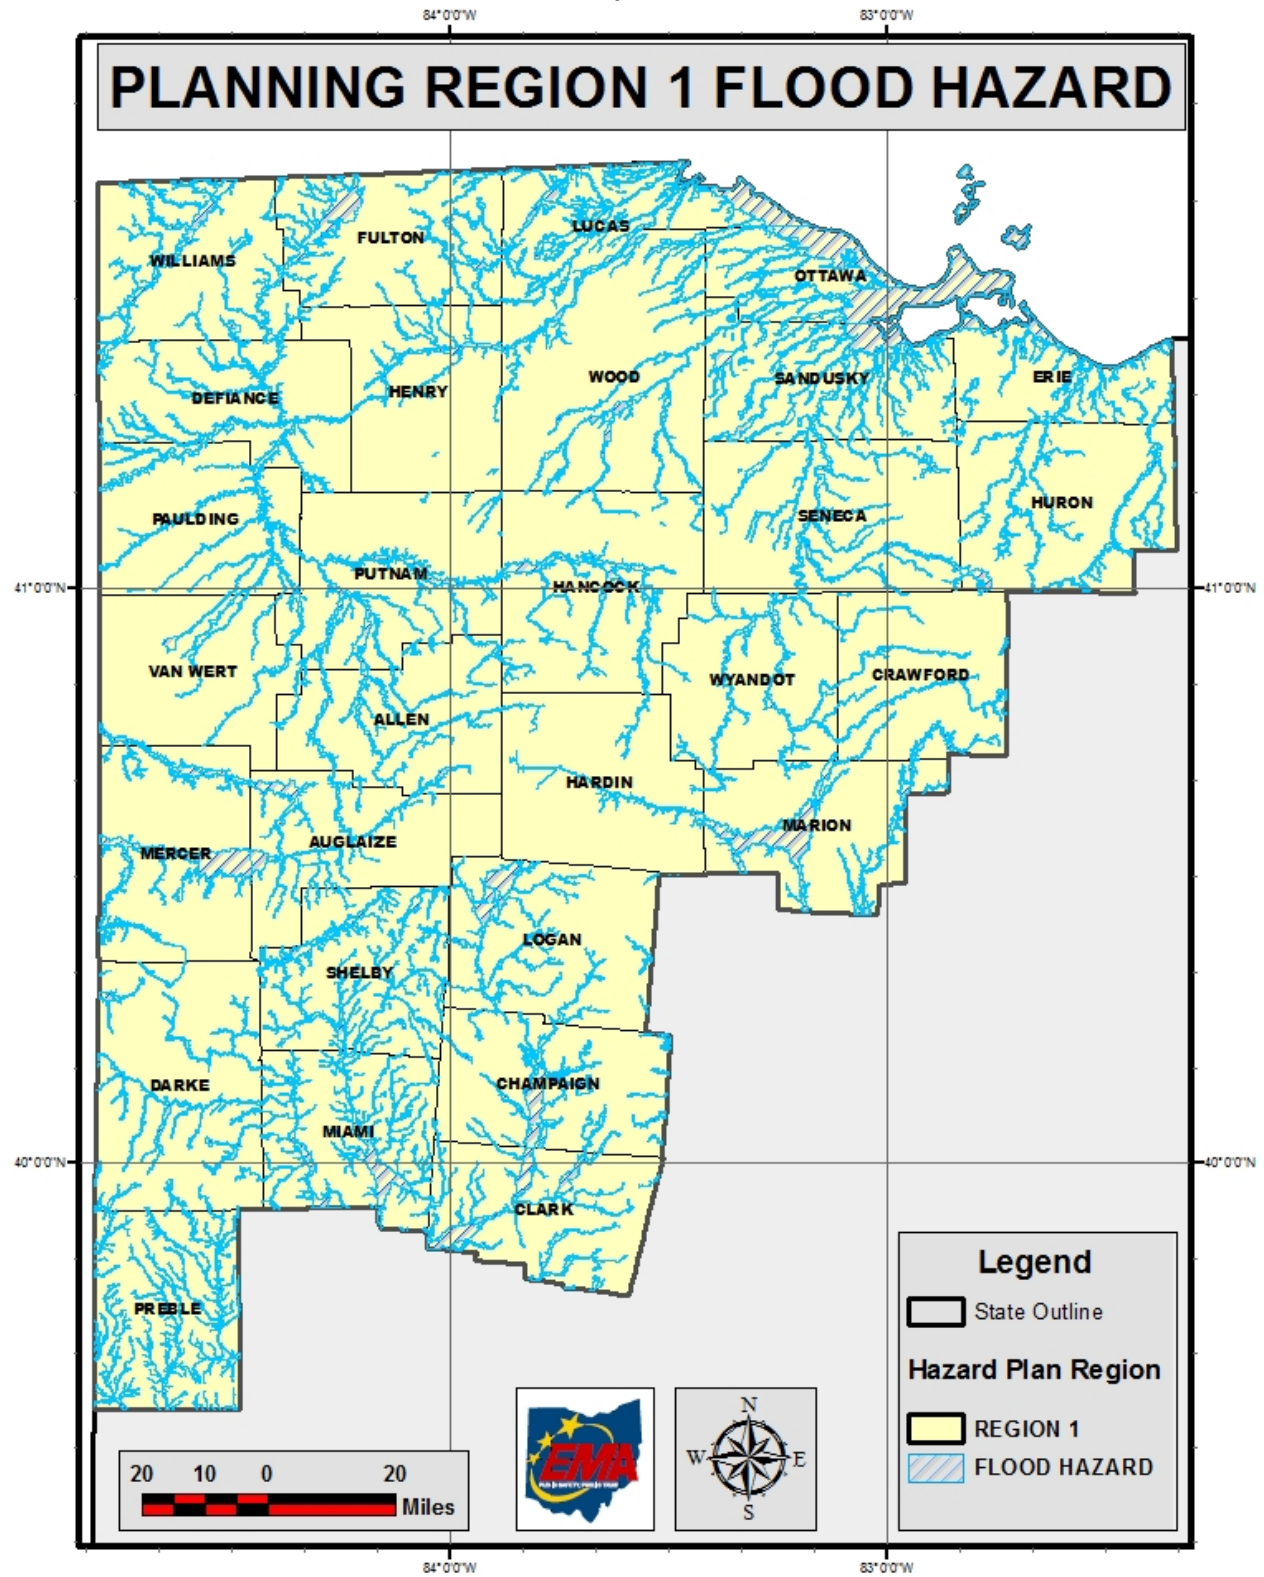 84°0'0"W
83°0'0"W
PLANNING REGION 1 FLOOD HAZARD
LUCAS
FULTON
WILLIAMS
OTTAWA
WOOD
SANDUSKY
ERIE
HENRY
DEFIANCE
HURON
SENECA
PAULDING
PUTNAM
HANCOCK
41°0'0"N
41°0'0"N
VAN WERT
CRAWFORD
WYANDOT
ALLEN
HARDIN
MARION
AUGLAIZE
MERCER
LOGAN
SHELBY
CHAMPAIGN
DARKE
MIAMI
40°0'0"N
40°0'0"N
CLARK
PREBLE
Legend
State Outline
Hazard Plan Region
REGION 1
FLOOD HAZARD
EMA
N
W
E
S
20 10 0 20
Miles
84°0'0"W
83°0'0"W